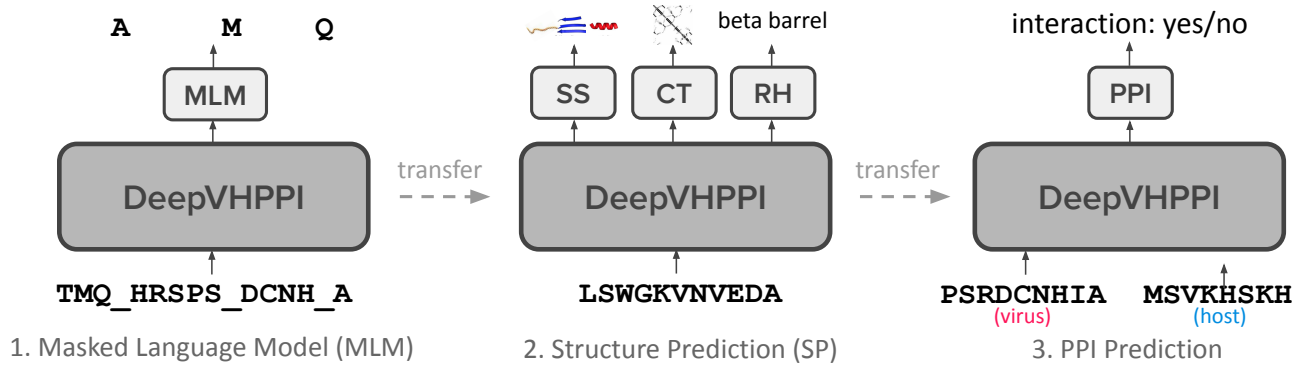 A M Q
beta barrel
interaction: yes/no
MLM
SS CT RH
PPI
DeepVHPPI
transfer
DeepVHPPI
transfer
DeepVHPPI
TMQ_HRSPS_DCNH_A
LSWGKVNVEDA
PSRDCNHIA MSVKHSKH
(virus) (host)
1. Masked Language Model (MLM)
2. Structure Prediction (SP)
3. PPI Prediction